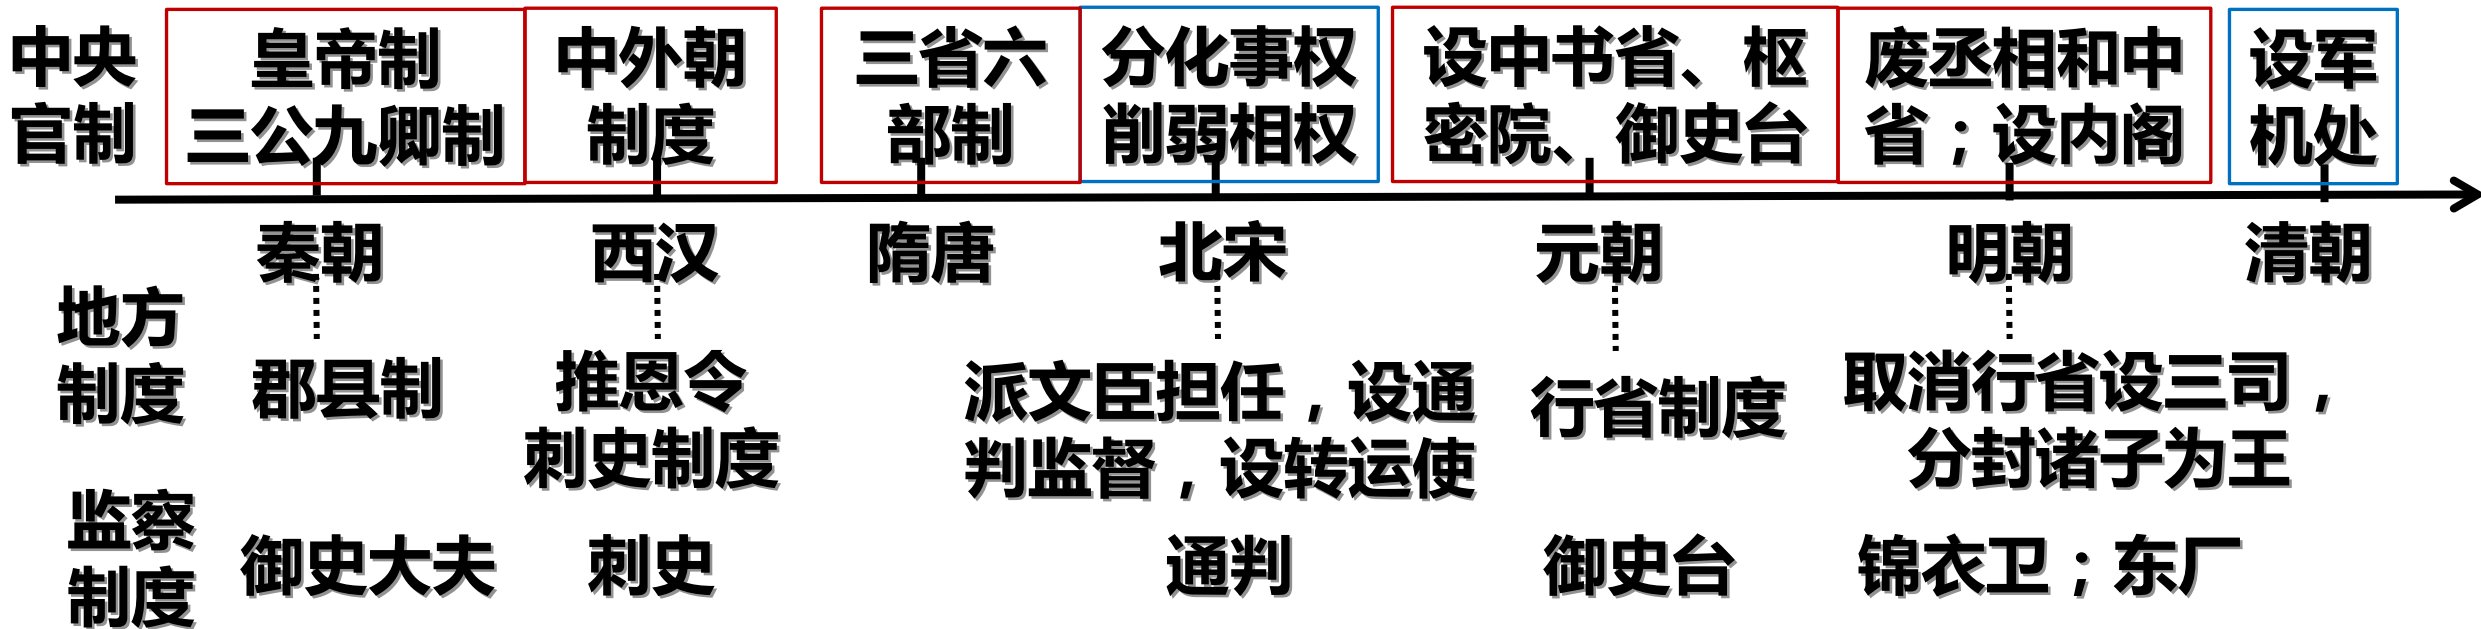 中央
官制
皇帝制
三公九卿制
中外朝
制度
三省六
部制
分化事权
削弱相权
设中书省、枢
密院、御史台
废丞相和中
省；设内阁
设军
机处
秦朝
西汉
隋唐
北宋
元朝
明朝
清朝
地方
制度
郡县制
推恩令
刺史制度
派文臣担任，设通
判监督，设转运使
行省制度
取消行省设三司，
分封诸子为王
监察
制度
御史大夫
刺史
通判
御史台
锦衣卫；东厂